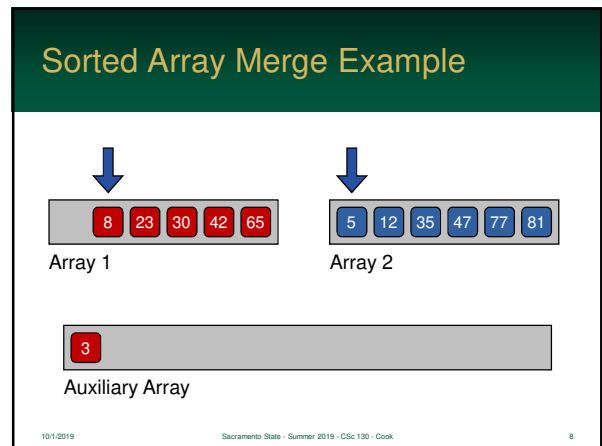 Sorted Array Merge Example
8 23 30 42 65
5 12 35 47 77 81
Array 1
Array 2
3
Auxiliary Array
10/1/2019
Sacramento State - Summer 2019 - CSc 130 - Cook
8